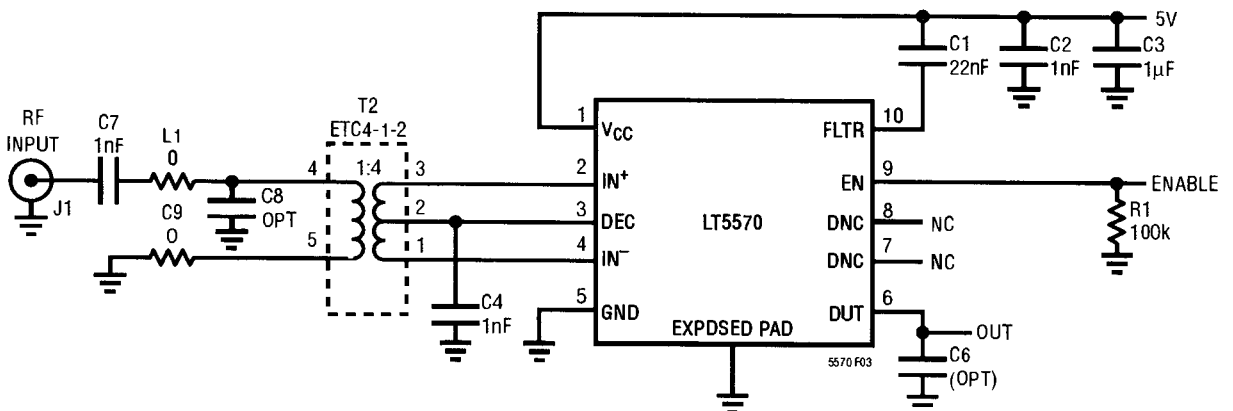 RF
INPUT
J1
C7
1nF
L1
0
C9
0
C8
OPT
T2
ETC4-1-2
1:4
4
5
3
2
1
C4
1nF
1
2
3
4
5
VCC
IN+
DEC
IN−
GND
LT5570
EXPDSED PAD
FLTR
EN
DNC
DNC
DUT
10
9
8
7
6
NC
NC
C1
22nF
C2
1nF
C3
1µF
5V
ENABLE
R1
100k
OUT
C6
(OPT)
5570 F03